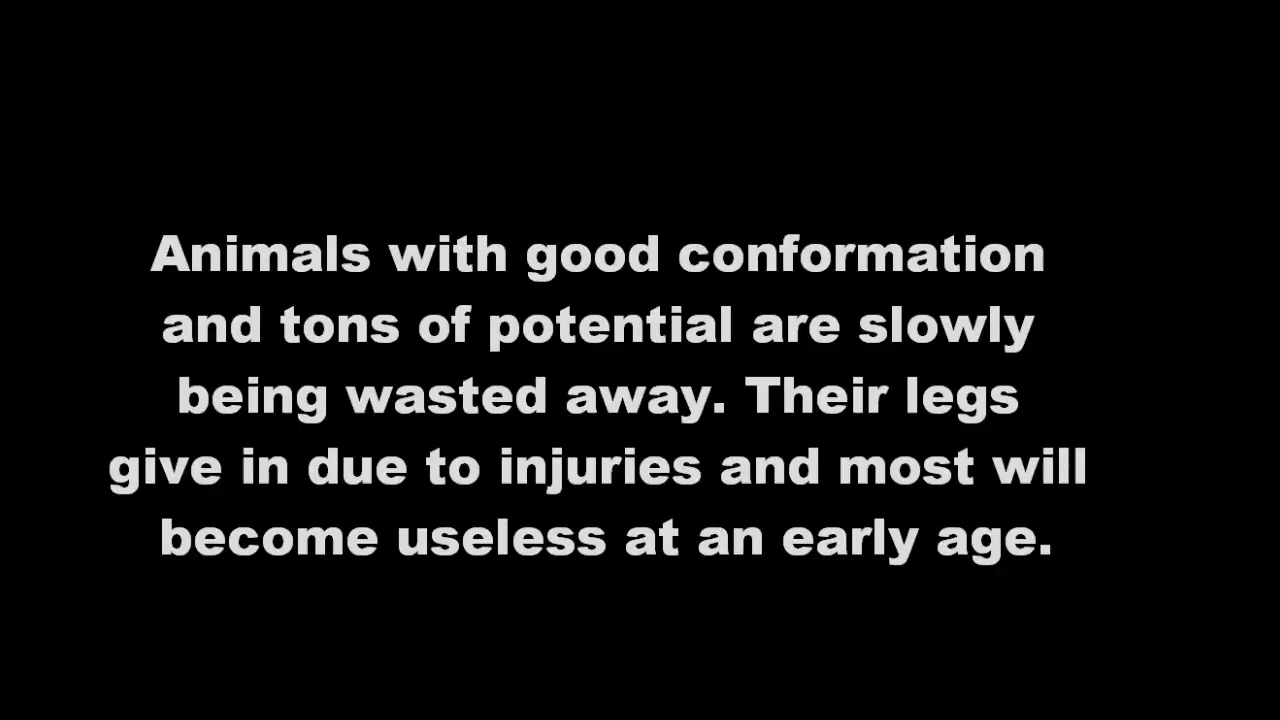 Animals with good conformation
and tons of potential are slowly
being wasted away. Their legs
give in due to injuries and most will
become useless at an early age.